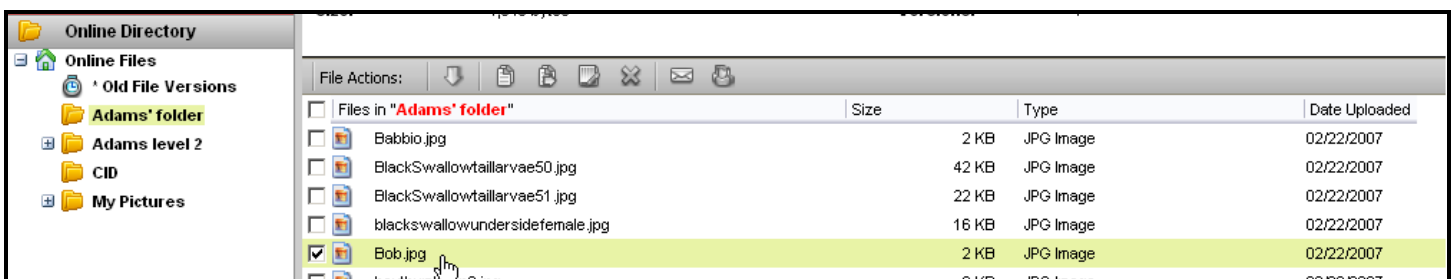 Online Directory
Online Files
* Old File Versions
Adams' folder
Adams level 2
CID
My Pictures
File Actions:
Files in "Adams' folder" Size Type Date Uploaded
Babbio.jpg 2 KB JPG Image 02/22/2007
BlackSwallowtaillarvae50.jpg 42 KB JPG Image 02/22/2007
BlackSwallowtaillarvae51.jpg 22 KB JPG Image 02/22/2007
blackswallowundersidefemale.jpg 16 KB JPG Image 02/22/2007
Bob.jpg 2 KB JPG Image 02/22/2007